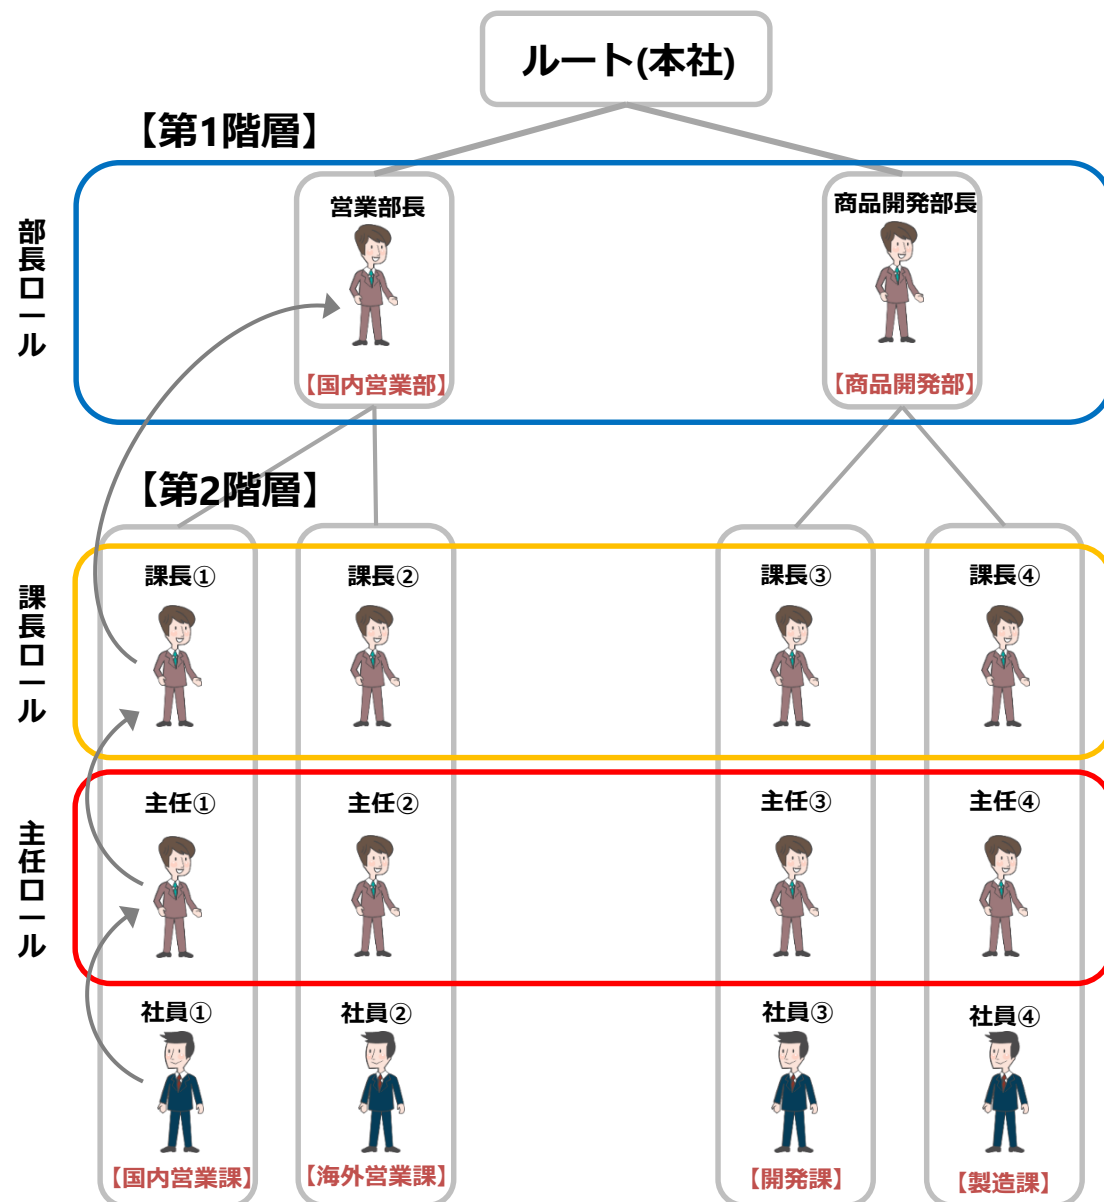 ルート(本社)
【第1階層】
部長ロール
営業部長
商品開発部長
【国内営業部】
【商品開発部】
【第2階層】
課長ロール
課長①
課長②
課長③
課長④
主任ロール
主任①
主任②
主任③
主任④
社員①
社員②
社員③
社員④
【国内営業課】
【海外営業課】
【開発課】
【製造課】